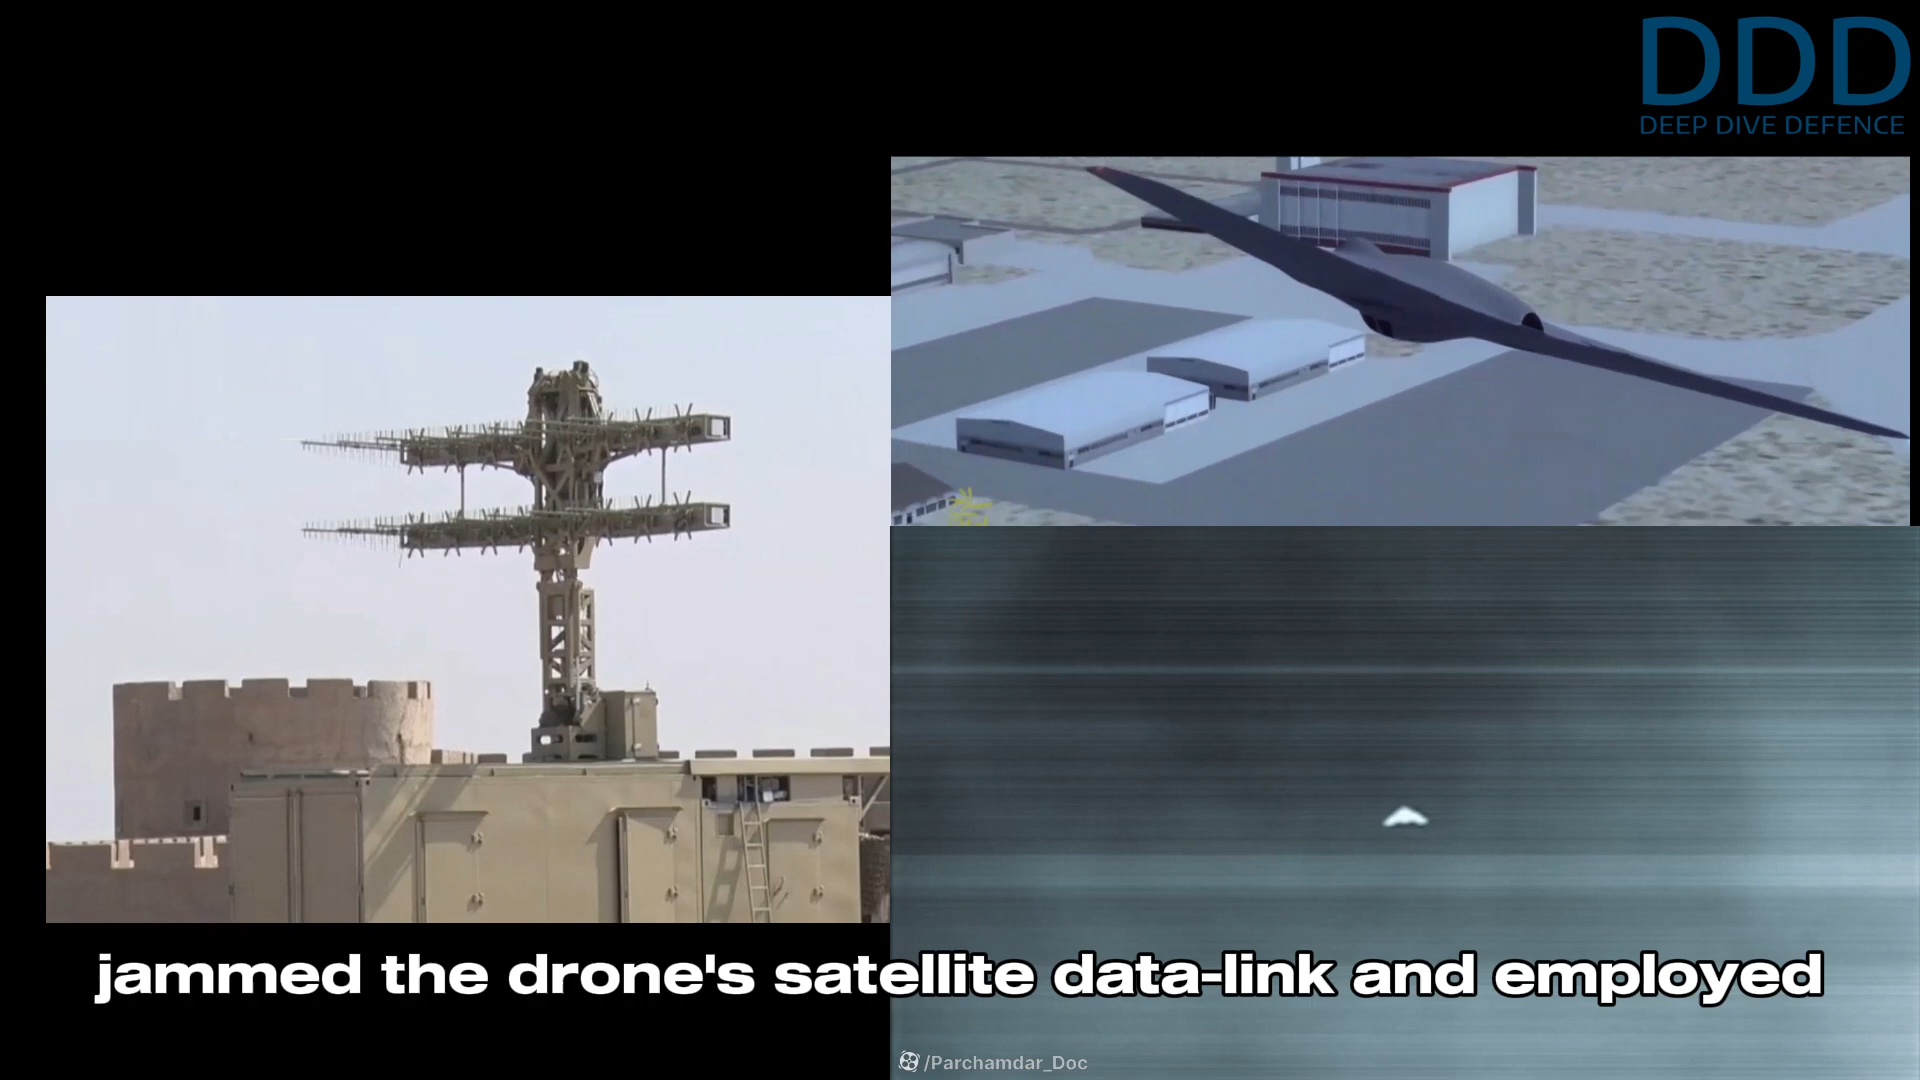 DDD
DEEP DIVE DEFENCE
jammed the drone's satellite data-link and employed
/Parchamdar_Doc